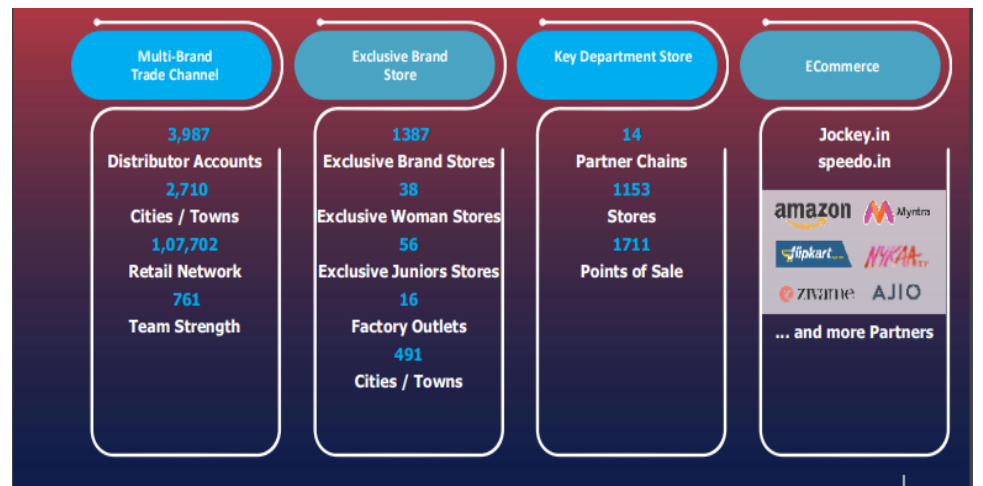 Multi-Brand
Trade Channel
3,987
Distributor Accounts
2,710
Cities / Towns
1,07,702
Retail Network
761
Team Strength
Exclusive Brand
Store
1387
Exclusive Brand Stores
38
Exclusive Woman Stores
56
Exclusive Juniors Stores
16
Factory Outlets
491
Cities / Towns
Key Department Store
14
Partner Chains
1153
Stores
1711
Points of Sale
ECommerce
Jockey.in
speedo.in
amazon
Myntra
flipkart
NYKAA
zivame
AJIO
... and more Partners